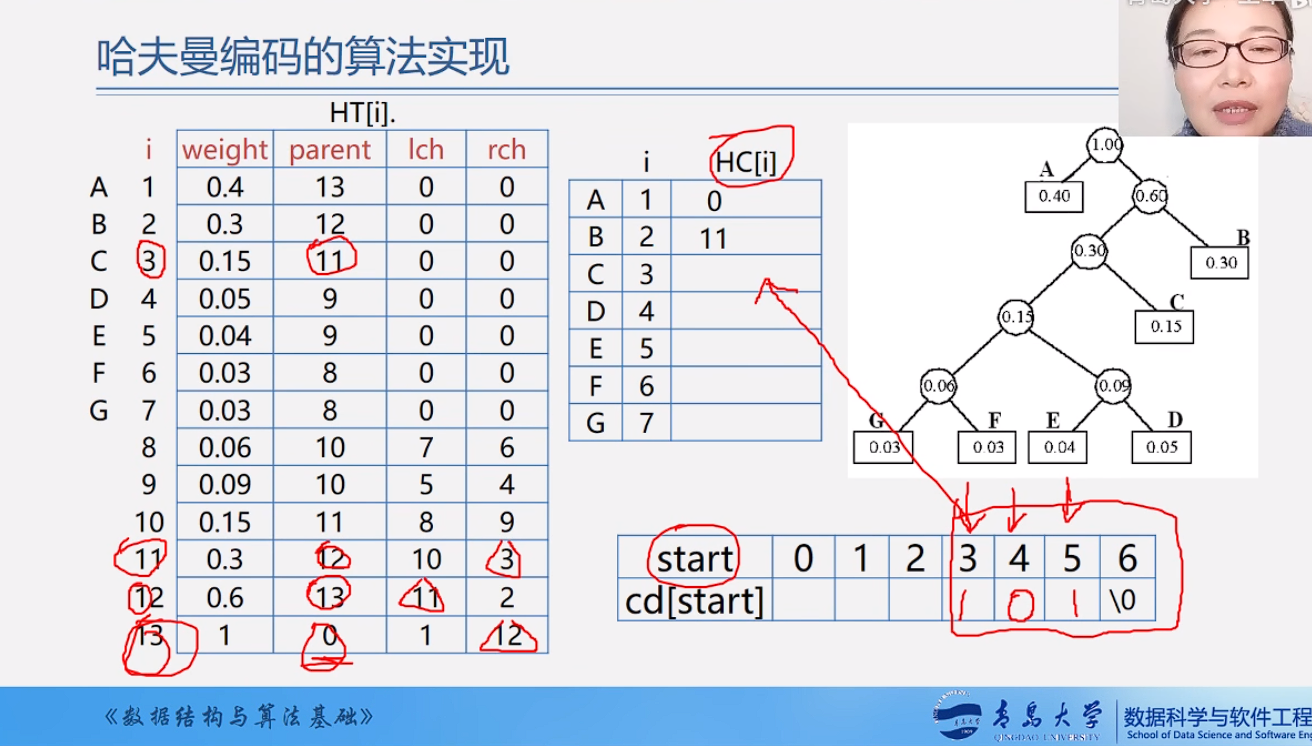 哈夫曼编码的算法实现
HT[i].
i weight parent lch rch
A 1 0.4 13 0 0
B 2 0.3 12 0 0
C 3 0.15 11 0 0
D 4 0.05 9 0 0
E 5 0.04 9 0 0
F 6 0.03 8 0 0
G 7 0.03 8 0 0
8 0.06 10 7 6
9 0.09 10 5 4
10 0.15 11 8 9
11 0.3 12 10 3
12 0.6 13 11 2
13 1 0 1 12
i HC[i]
A 1 0
B 2 11
C 3
D 4
E 5
F 6
G 7
1.00
A
0.40
0.60
0.30
B
0.30
C
0.15
0.15
0.06
0.09
G F E D
0.03 0.03 0.04 0.05
start 0 1 2 3 4 5 6
cd[start] 1 0 1 \0
《数据结构与算法基础》
青岛大学
QINGDAO UNIVERSITY
数据科学与软件工程
School of Data Science and Software